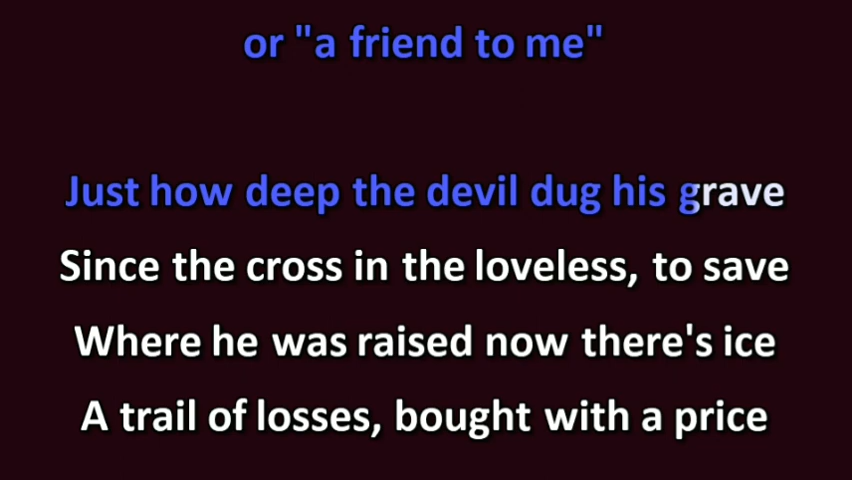 or "a friend to me"
Just how deep the devil dug his grave
Since the cross in the loveless, to save
Where he was raised now there's ice
A trail of losses, bought with a price